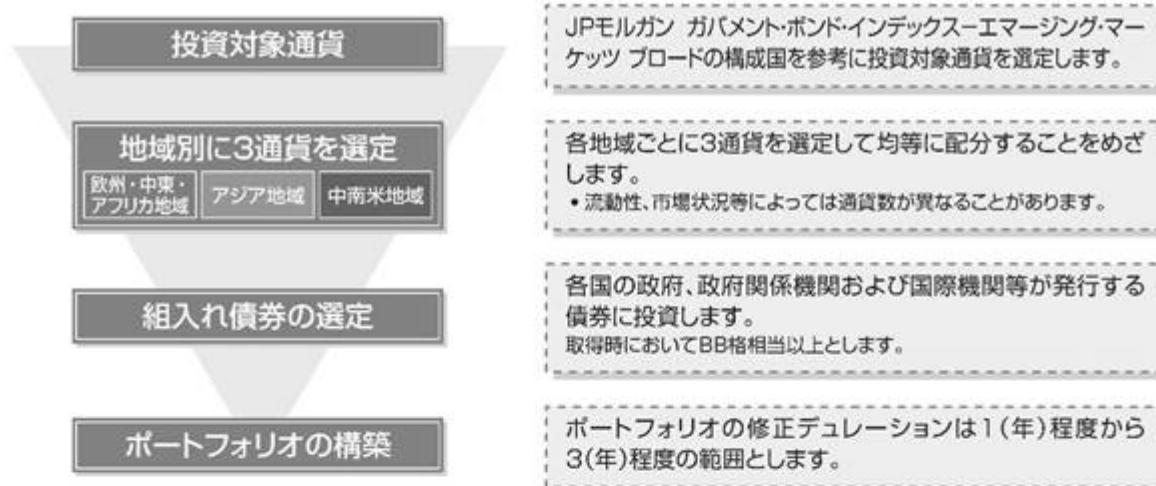 投資対象通貨
JPモルガン ガバメント・ボンド・インデックス－エマージング・マー
ケッツ ブロードの構成国を参考に投資対象通貨を選定します。
地域別に3通貨を選定
欧州・中東・
アフリカ地域
アジア地域
中南米地域
各地域ごとに3通貨を選定して均等に配分することをめざ
します。
•流動性、市場状況等によっては通貨数が異なることがあります。
組入れ債券の選定
各国の政府、政府関係機関および国際機関等が発行する
債券に投資します。
取得時においてBB格相当以上とします。
ポートフォリオの構築
ポートフォリオの修正デュレーションは1(年)程度から
3(年)程度の範囲とします。